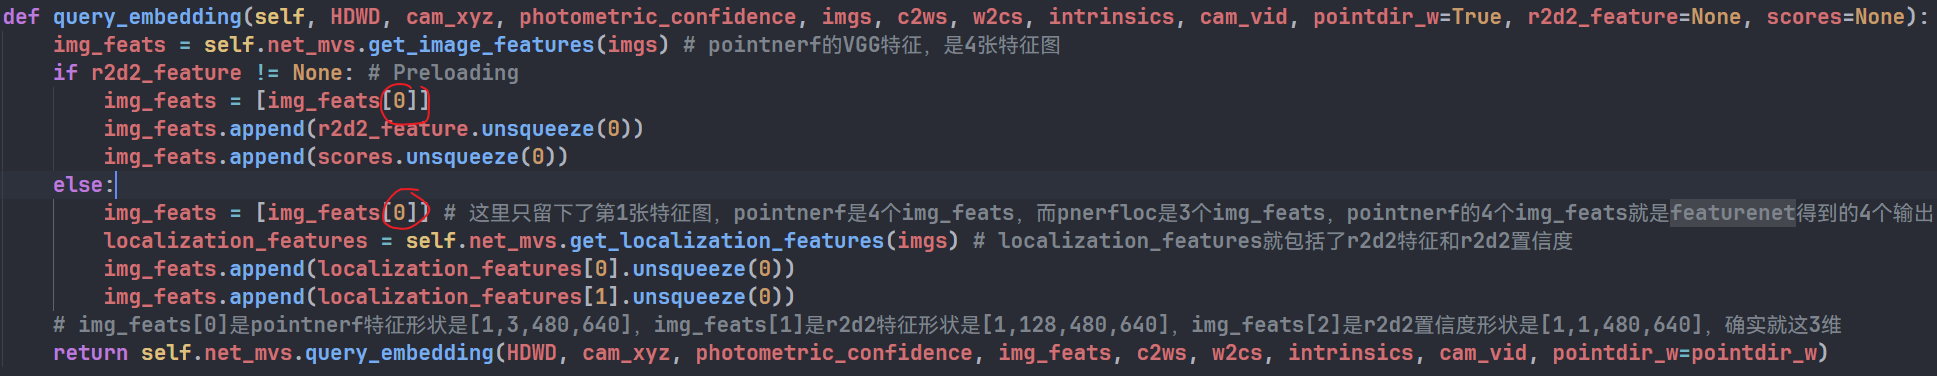 def query_embedding(self, HDWD, cam_xyz, photometric_confidence, imgs, c2ws, w2cs, intrinsics, cam_vid, pointdir_w=True, r2d2_feature=None, scores=None):
    img_feats = self.net_mvs.get_image_features(imgs) # pointnerf的VGG特征，是4张特征图
    if r2d2_feature != None: # Preloading
        img_feats = [img_feats[0]]
        img_feats.append(r2d2_feature.unsqueeze(0))
        img_feats.append(scores.unsqueeze(0))
    else:
        img_feats = [img_feats[0]] # 这里只留下了第1张特征图，pointnerf是4个img_feats，而pnerfloc是3个img_feats，pointnerf的4个img_feats就是featurenet得到的4个输出
        localization_features = self.net_mvs.get_localization_features(imgs) # localization_features就包括了r2d2特征和r2d2置信度
        img_feats.append(localization_features[0].unsqueeze(0))
        img_feats.append(localization_features[1].unsqueeze(0))
    # img_feats[0]是pointnerf特征形状是[1,3,480,640]，img_feats[1]是r2d2特征形状是[1,128,480,640]，img_feats[2]是r2d2置信度形状是[1,1,480,640]，确实就这3维
    return self.net_mvs.query_embedding(HDWD, cam_xyz, photometric_confidence, img_feats, c2ws, w2cs, intrinsics, cam_vid, pointdir_w=pointdir_w)